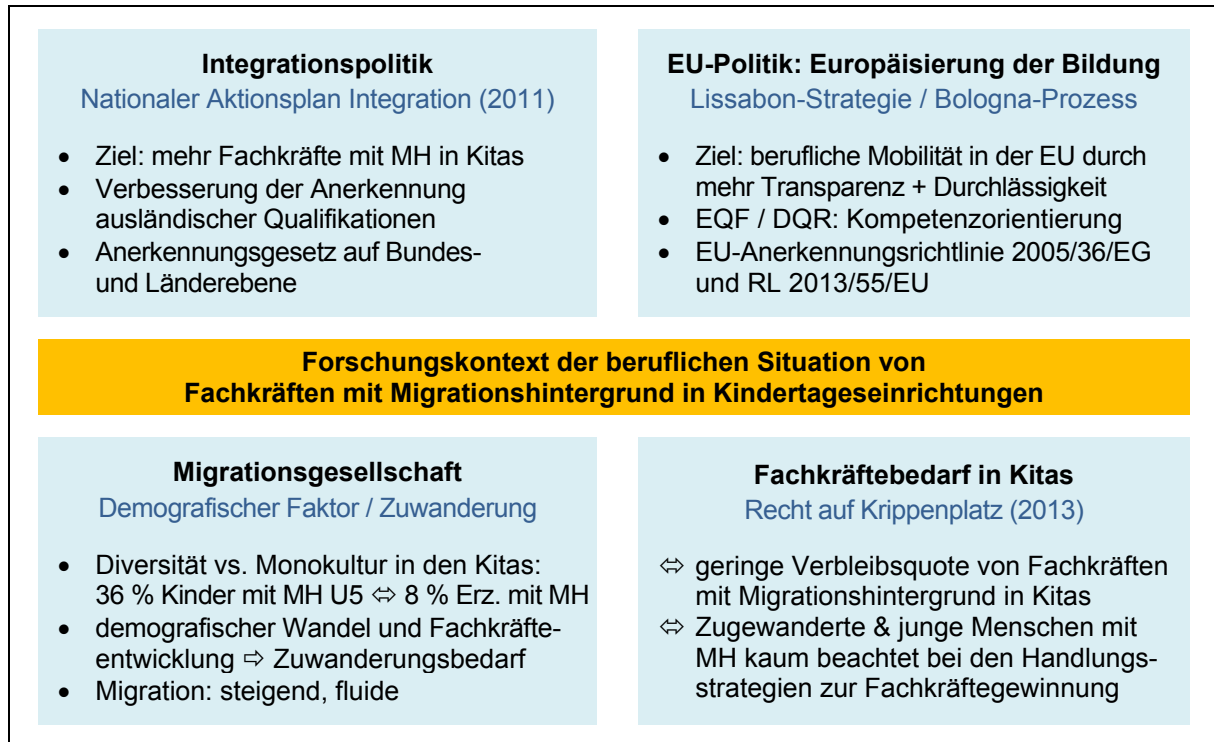 Integrationspolitik
Nationaler Aktionsplan Integration (2011)
• Ziel: mehr Fachkräfte mit MH in Kitas
• Verbesserung der Anerkennung
ausländischer Qualifikationen
• Anerkennungsgesetz auf Bundes-
und Länderebene
EU-Politik: Europäisierung der Bildung
Lissabon-Strategie / Bologna-Prozess
• Ziel: berufliche Mobilität in der EU durch
mehr Transparenz + Durchlässigkeit
• EQF / DQR: Kompetenzorientierung
• EU-Anerkennungsrichtlinie 2005/36/EG
und RL 2013/55/EU
Forschungskontext der beruflichen Situation von
Fachkräften mit Migrationshintergrund in Kindertageseinrichtungen
Migrationsgesellschaft
Demografischer Faktor / Zuwanderung
• Diversität vs. Monokultur in den Kitas:
36 % Kinder mit MH U5 ⇔ 8 % Erz. mit MH
• demografischer Wandel und Fachkräfte-
entwicklung ⇨ Zuwanderungsbedarf
• Migration: steigend, fluide
Fachkräftebedarf in Kitas
Recht auf Krippenplatz (2013)
⇔ geringe Verbleibsquote von Fachkräften
mit Migrationshintergrund in Kitas
⇔ Zugewanderte & junge Menschen mit
MH kaum beachtet bei den Handlungs-
strategien zur Fachkräftegewinnung